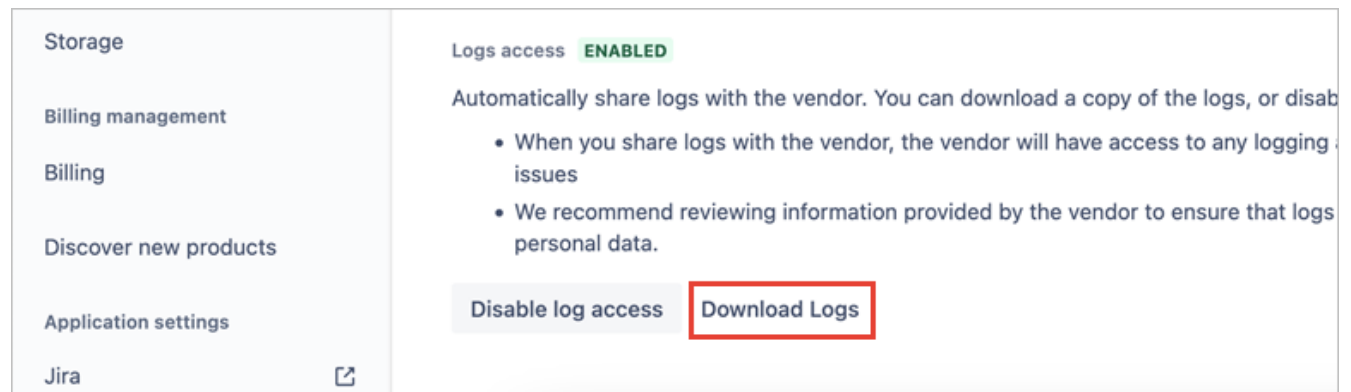 Storage
Billing management
Billing
Discover new products
Application settings
Jira
Logs access ENABLED
Automatically share logs with the vendor. You can download a copy of the logs, or disab
• When you share logs with the vendor, the vendor will have access to any logging
issues
• We recommend reviewing information provided by the vendor to ensure that logs
personal data.
Disable log access Download Logs